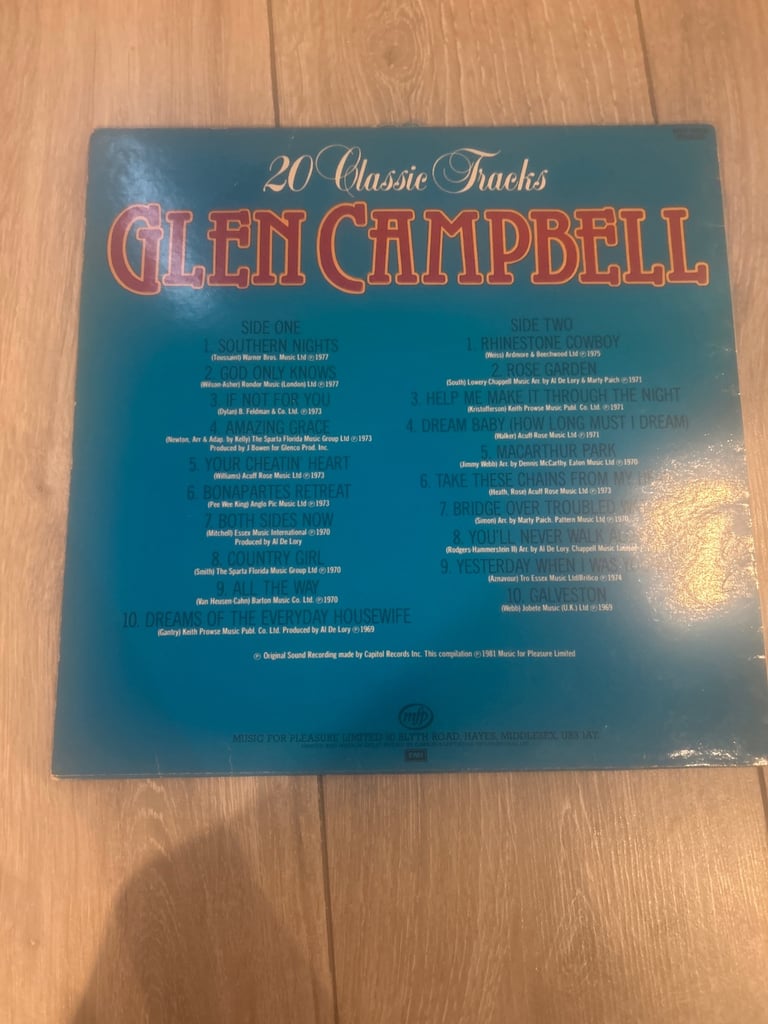 20 Classic Tracks
GLEN CAMPBELL
SIDE ONE
1. SOUTHERN NIGHTS
(Toussaint) Warner Bros. Music Ltd ℗ 1977
2. GOD ONLY KNOWS
(Wilson-Asher) Rondor Music (London) Ltd ℗ 1977
3. IF NOT FOR YOU
(Dylan) B. Feldman & Co. Ltd. ℗ 1973
4. AMAZING GRACE
(Newton, Arr & Adap. by Kelly) The Sparta Florida Music Group Ltd ℗ 1973
Produced by J Bowen for Glenco Prod. Inc.
5. YOUR CHEATIN' HEART
(Williams) Acuff Rose Music Ltd ℗ 1973
6. BONAPARTES RETREAT
(Pee Wee King) Anglo Pic Music Ltd ℗ 1973
7. BOTH SIDES NOW
(Mitchell) Essex Music International ℗ 1970
Produced by Al De Lory
8. COUNTRY GIRL
(Smith) The Sparta Florida Music Group Ltd ℗ 1970
9. ALL THE WAY
(Van Heusen-Cahn) Barton Music Co. Ltd. ℗ 1970
10. DREAMS OF THE EVERYDAY HOUSEWIFE
(Gantry) Keith Prowse Music Publ. Co. Ltd. Produced by Al De Lory ℗ 1969
SIDE TWO
1. RHINESTONE COWBOY
(Weiss) Ardmore & Beechwood Ltd ℗ 1975
2. ROSE GARDEN
(South) Lowery Chappell Music Arr. by Al De Lory & Marty Paich ℗ 1971
3. HELP ME MAKE IT THROUGH THE NIGHT
(Kristofferson) Keith Prowse Music Publ. Co. Ltd. ℗ 1971
4. DREAM BABY (HOW LONG MUST I DREAM)
(Walker) Acuff Rose Music Ltd ℗ 1971
5. MACARTHUR PARK
(Jimmy Webb) Arr. by Dennis McCarthy. Eaton Music Ltd ℗ 1970
6. TAKE THESE CHAINS FROM MY
(Heath, Rose) Acuff Rose Music Ltd ℗ 1973
7. BRIDGE OVER TROUBLED
(Simon) Arr. by Marty Paich. Pattern Music Ltd ℗ 1970
8. YOU'LL NEVER WALK
(Rodgers-Hammerstein II) Arr. by Al De Lory. Chappell Music
9. YESTERDAY WHEN I WAS
(Aznavour) Tro Essex Music Ltd/Britico ℗ 1974
10. GALVESTON
(Webb) Jobete Music (U.K.) Ltd ℗ 1969
℗ Original Sound Recording made by Capitol Records Inc. This compilation ℗ 1981 Music for Pleasure Limited
mfp
MUSIC FOR PLEASURE LIMITED 80 BLYTH ROAD, HAYES, MIDDLESEX, UB3 1AY.
EMI